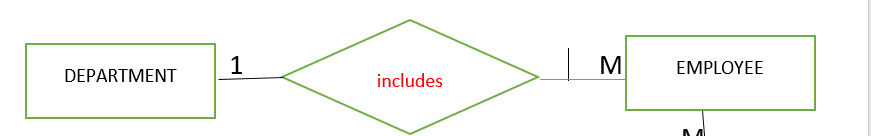 DEPARTMENT
1
includes
M
EMPLOYEE
M